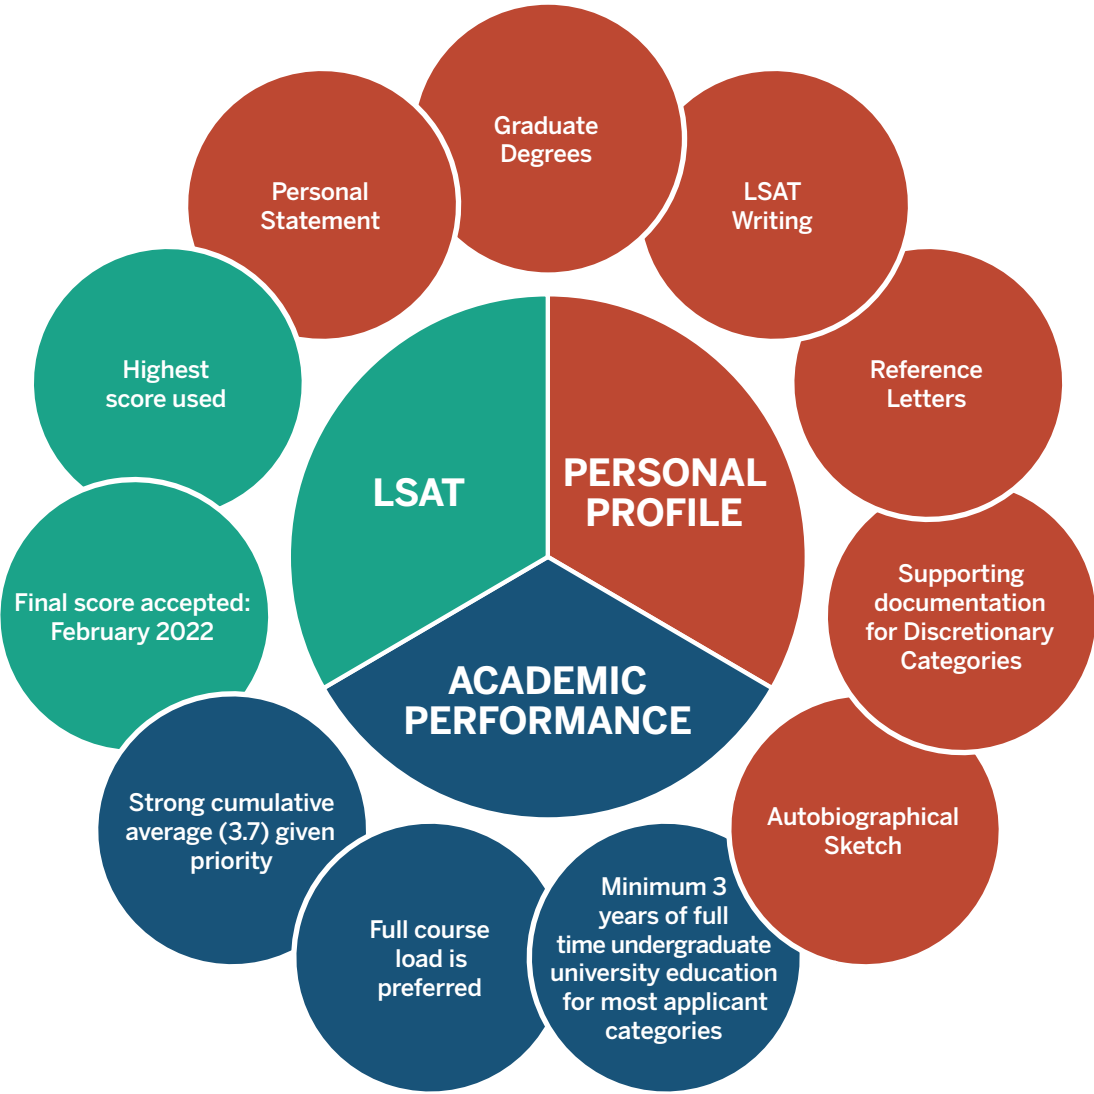 Graduate
Degrees
LSAT
Writing
Reference
Letters
Supporting
documentation
for Discretionary
Categories
Autobiographical
Sketch
Minimum 3
years of full
time undergraduate
university education
for most applicant
categories
Full course
load is
preferred
Strong cumulative
average (3.7) given
priority
Final score accepted:
February 2022
Highest
score used
Personal
Statement
LSAT
PERSONAL
PROFILE
ACADEMIC
PERFORMANCE